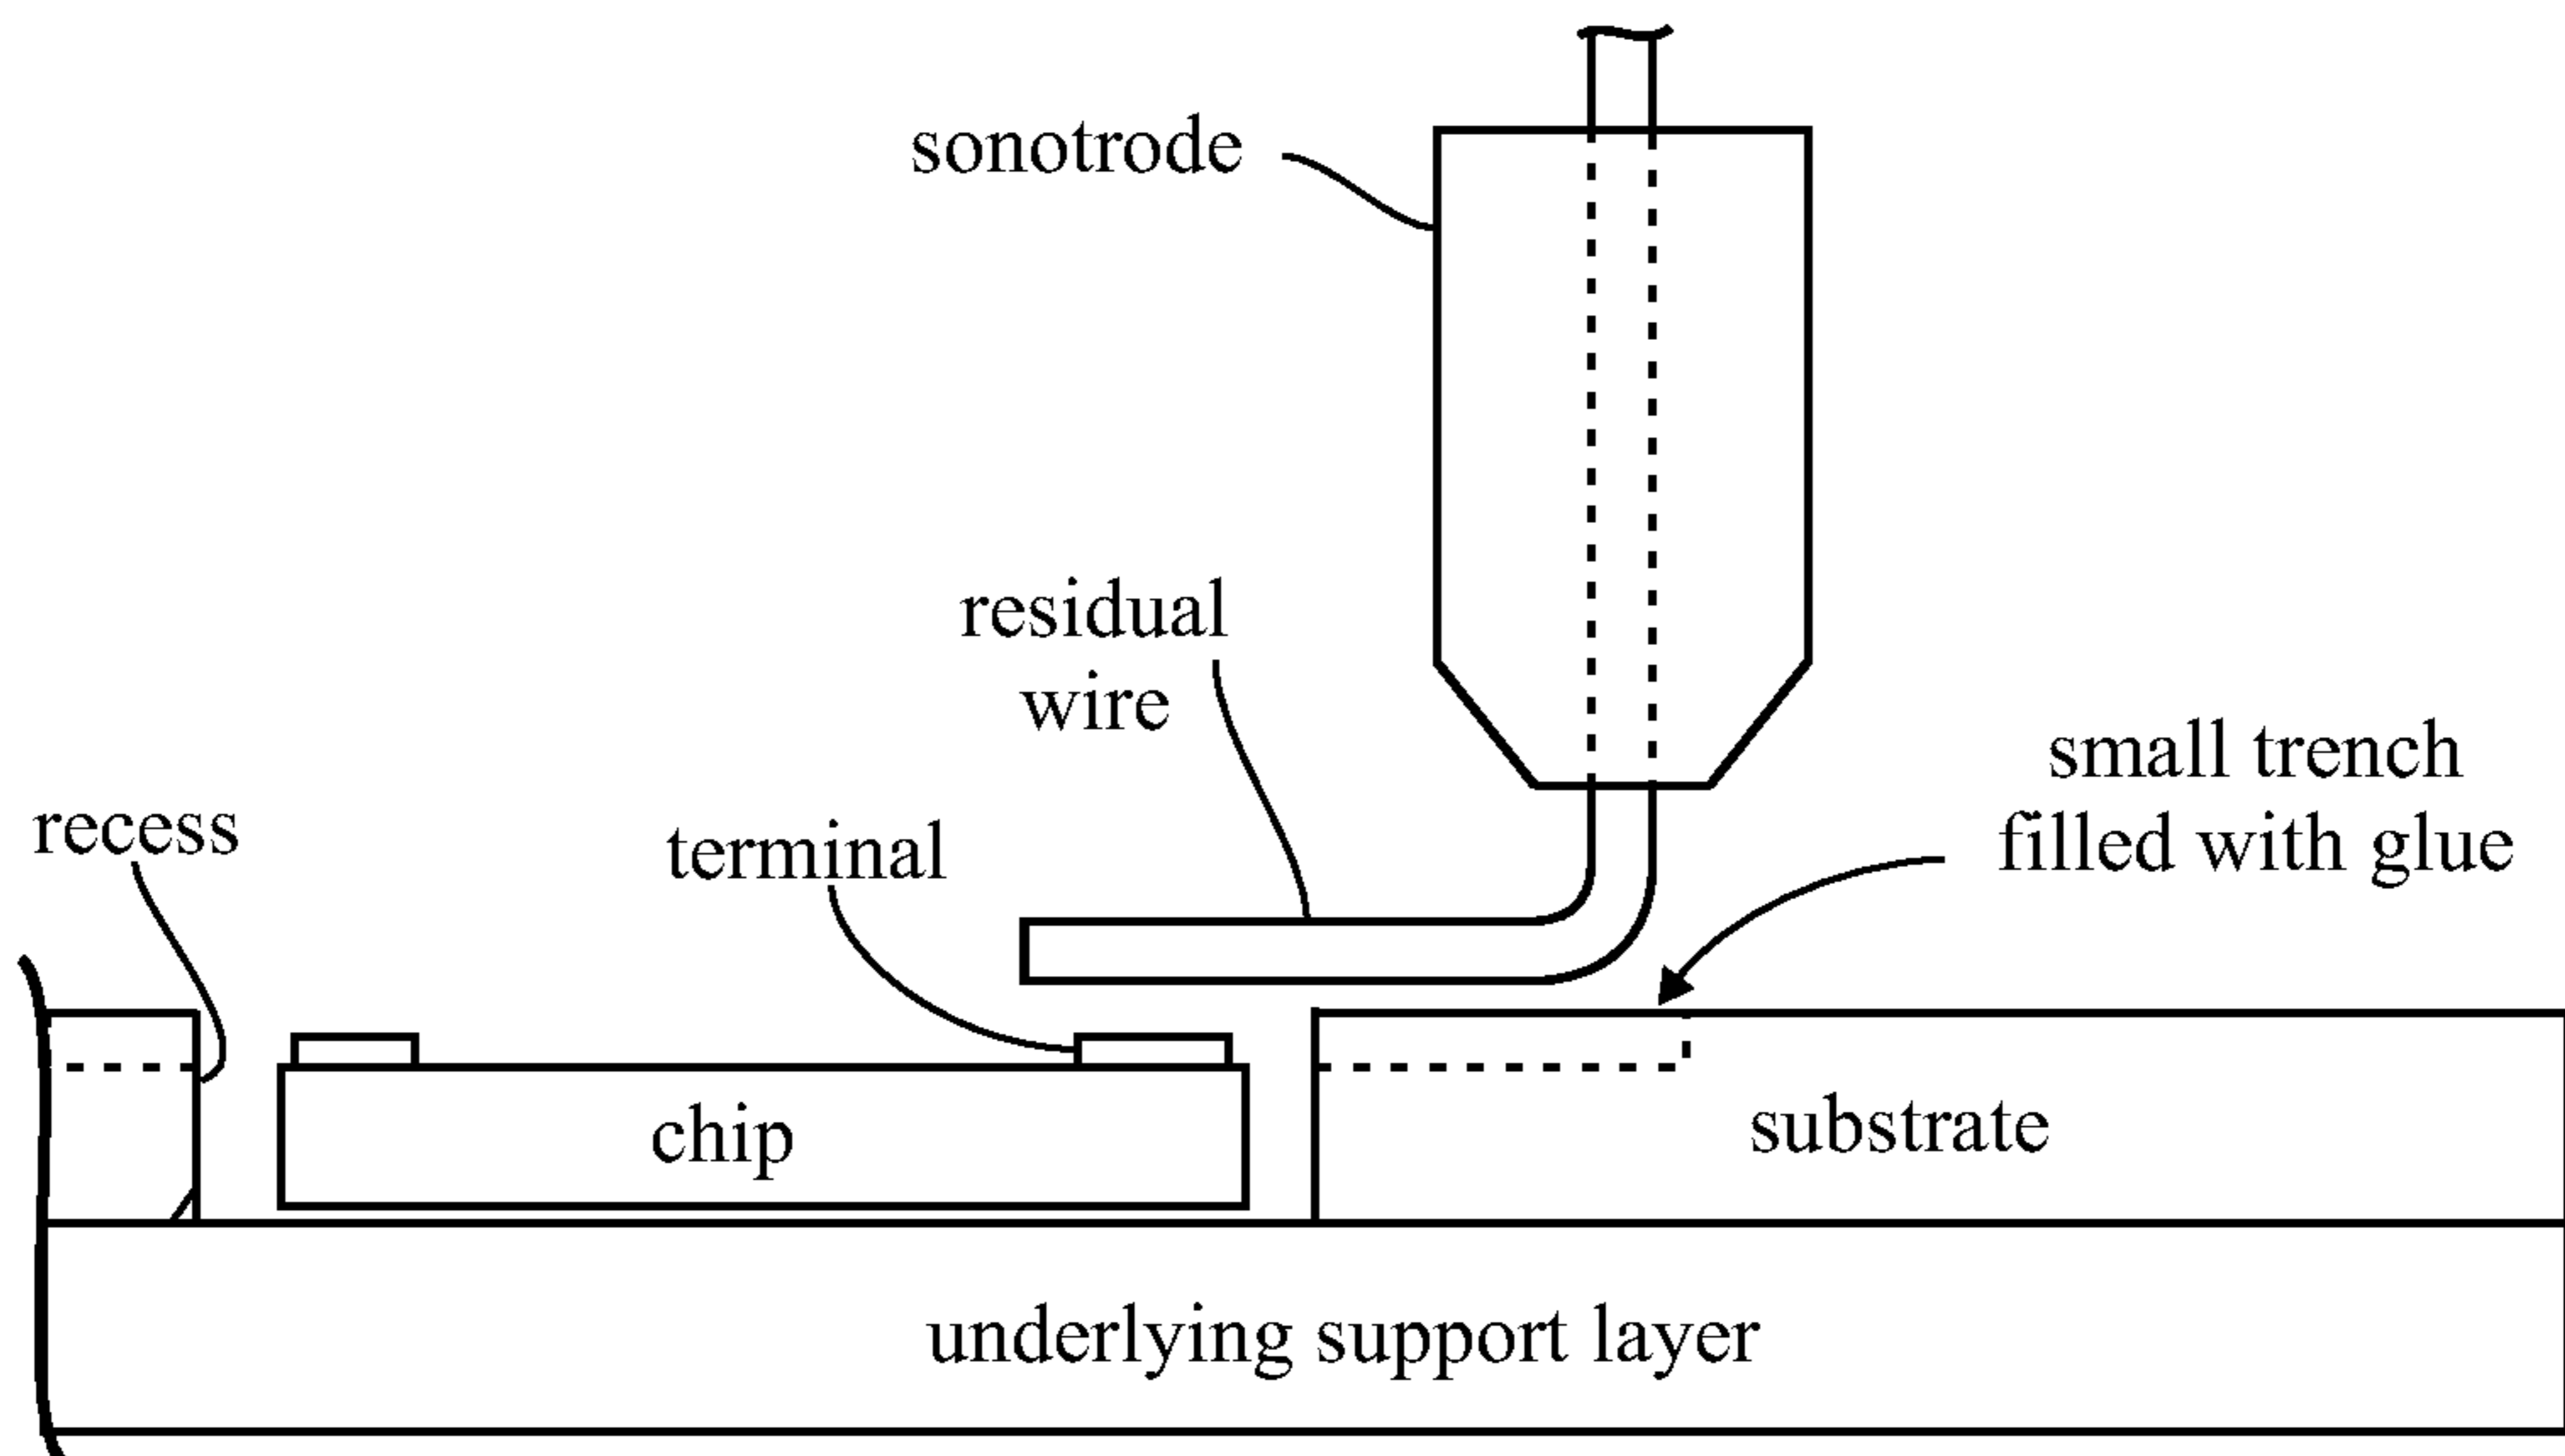 sonotrode
residual
wire
small trench
filled with glue
recess
terminal
chip
substrate
underlying support layer